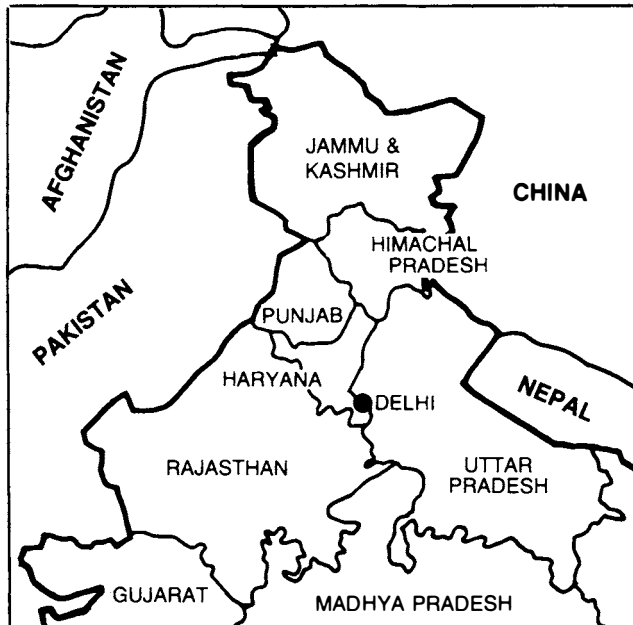 AFGHANISTAN
JAMMU &
KASHMIR
CHINA
HIMACHAL
PRADESH
PAKISTAN
PUNJAB
HARYANA
DELHI
NEPAL
RAJASTHAN
UTTAR
PRADESH
GUJARAT
MADHYA PRADESH